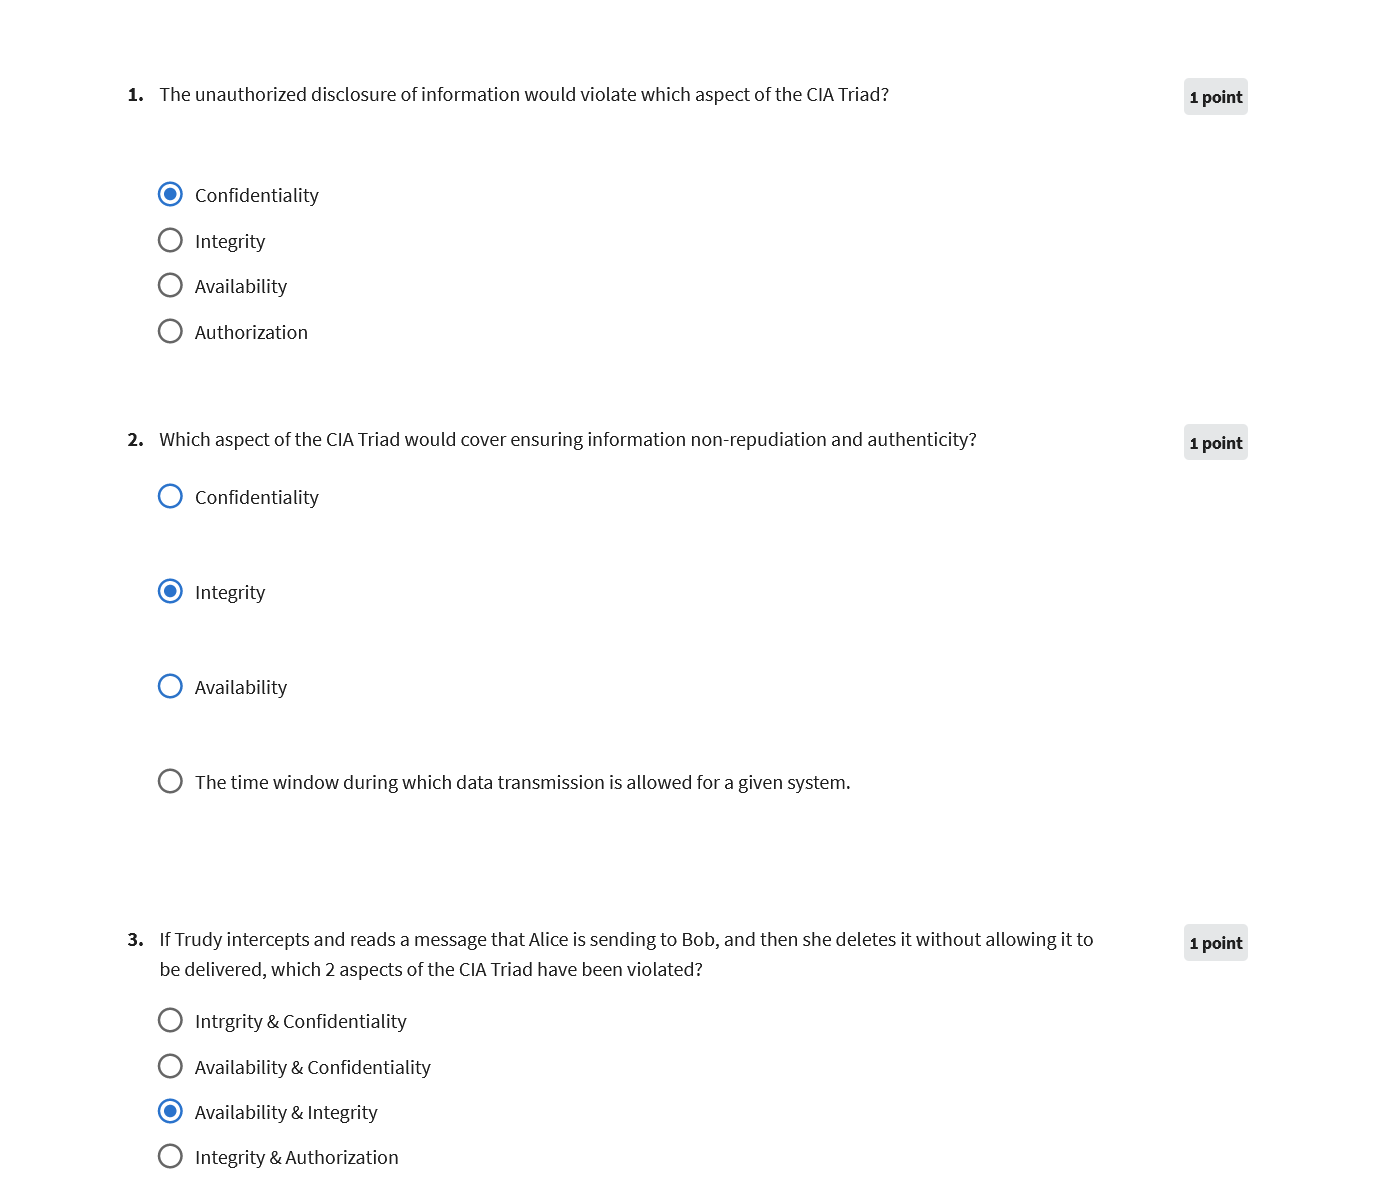 1. The unauthorized disclosure of information would violate which aspect of the CIA Triad?
1 point
Confidentiality
Integrity
Availability
Authorization
2. Which aspect of the CIA Triad would cover ensuring information non-repudiation and authenticity?
1 point
Confidentiality
Integrity
Availability
The time window during which data transmission is allowed for a given system.
3. If Trudy intercepts and reads a message that Alice is sending to Bob, and then she deletes it without allowing it to
1 point
be delivered, which 2 aspects of the CIA Triad have been violated?
Intrgrity & Confidentiality
Availability & Confidentiality
Availability & Integrity
Integrity & Authorization